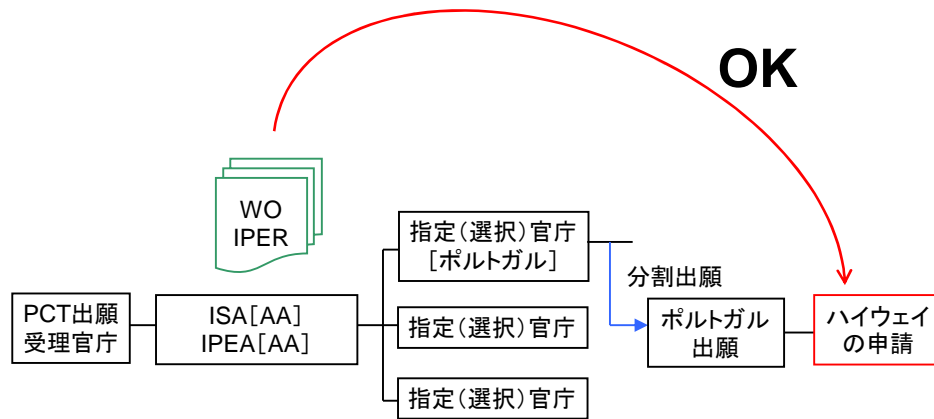 OK
WO
IPER
指定(選択)官庁
[ポルトガル]
分割出願
PCT出願
受理官庁
ISA[AA]
IPEA[AA]
指定(選択)官庁
ポルトガル
出願
ハイウェイ
の申請
指定(選択)官庁